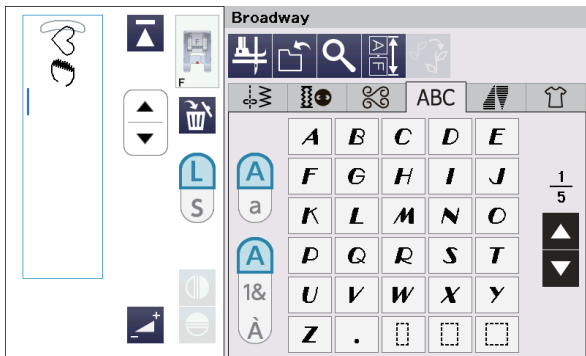 Broadway
F
A
F
ABC
L
S
A
a
A
1&
À
A B C D E
F G H I J
K L M N O
P Q R S T
U V W X Y
Z .
1
5